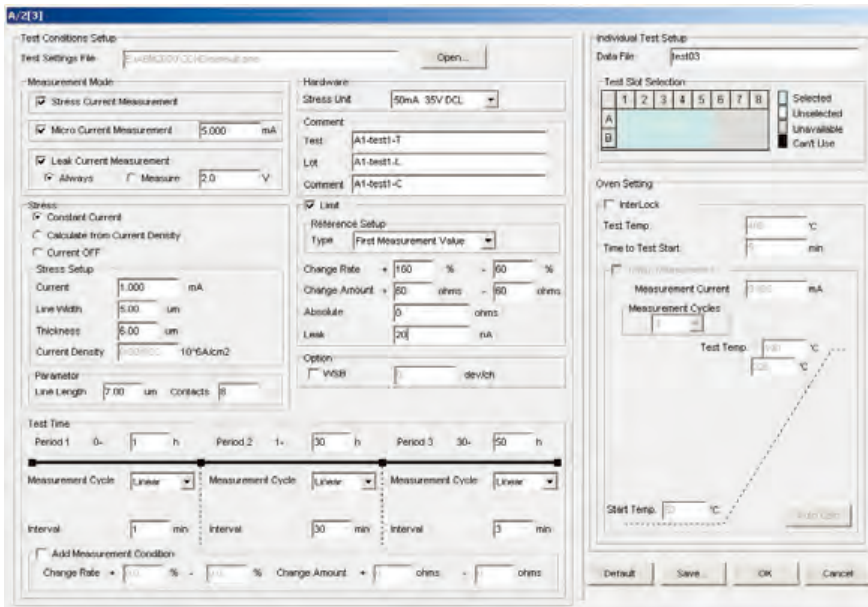 A/2[3]
Test Conditions Setup
Test Settings File
Open...
Measurement Mode
Stress Current Measurement
Micro Current Measurement 5.000 mA
Leak Current Measurement
Always Measure 2.0 V
Hardware
Stress Unit 50mA 35V DCL
Comment
Test A1-test1-T
Lot A1-test1-L
Comment A1-test1-C
Stress
Constant Current
Calculate from Current Density
Current OFF
Stress Setup
Current 1.000 mA
Line Width 5.00 um
Thickness 6.00 um
Current Density 10^6A/cm2
Parametor
Line Length 7.00 um Contacts 8
Limit
Reference Setup
Type First Measurement Value
Change Rate + 160 % - 60 %
Change Amount + 60 ohms - 60 ohms
Absolute 0 ohms
Leak 20 nA
Option
WSB dev/ch
Test Time
Period 1 0- 1 h Period 2 1- 30 h Period 3 30- 50 h
Measurement Cycle Linear Measurement Cycle Linear Measurement Cycle Linear
Interval 1 min Interval 30 min Interval 3 min
Add Measurement Condition
Change Rate + % - % Change Amount + ohms - ohms
Individual Test Setup
Data File test03
Test Slot Selection
1 2 3 4 5 6 7 8
A
B
Selected
Unselected
Unavailable
Can't Use
Oven Setting
InterLock
Test Temp. °C
Time to Test Start min
Measurement Current mA
Measurement Cycles
Test Temp. °C
°C
Start Temp. °C
Default Save... OK Cancel